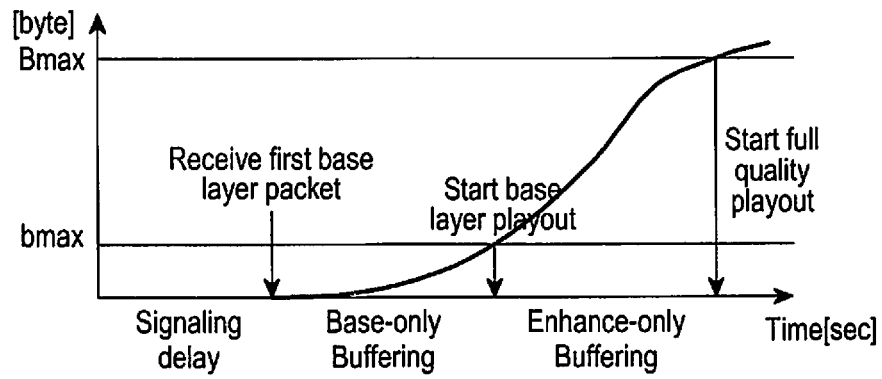 [byte]
Bmax
Receive first base
layer packet
Start base
layer playout
Start full
quality
playout
bmax
Signaling
delay
Base-only
Buffering
Enhance-only
Buffering
Time[sec]